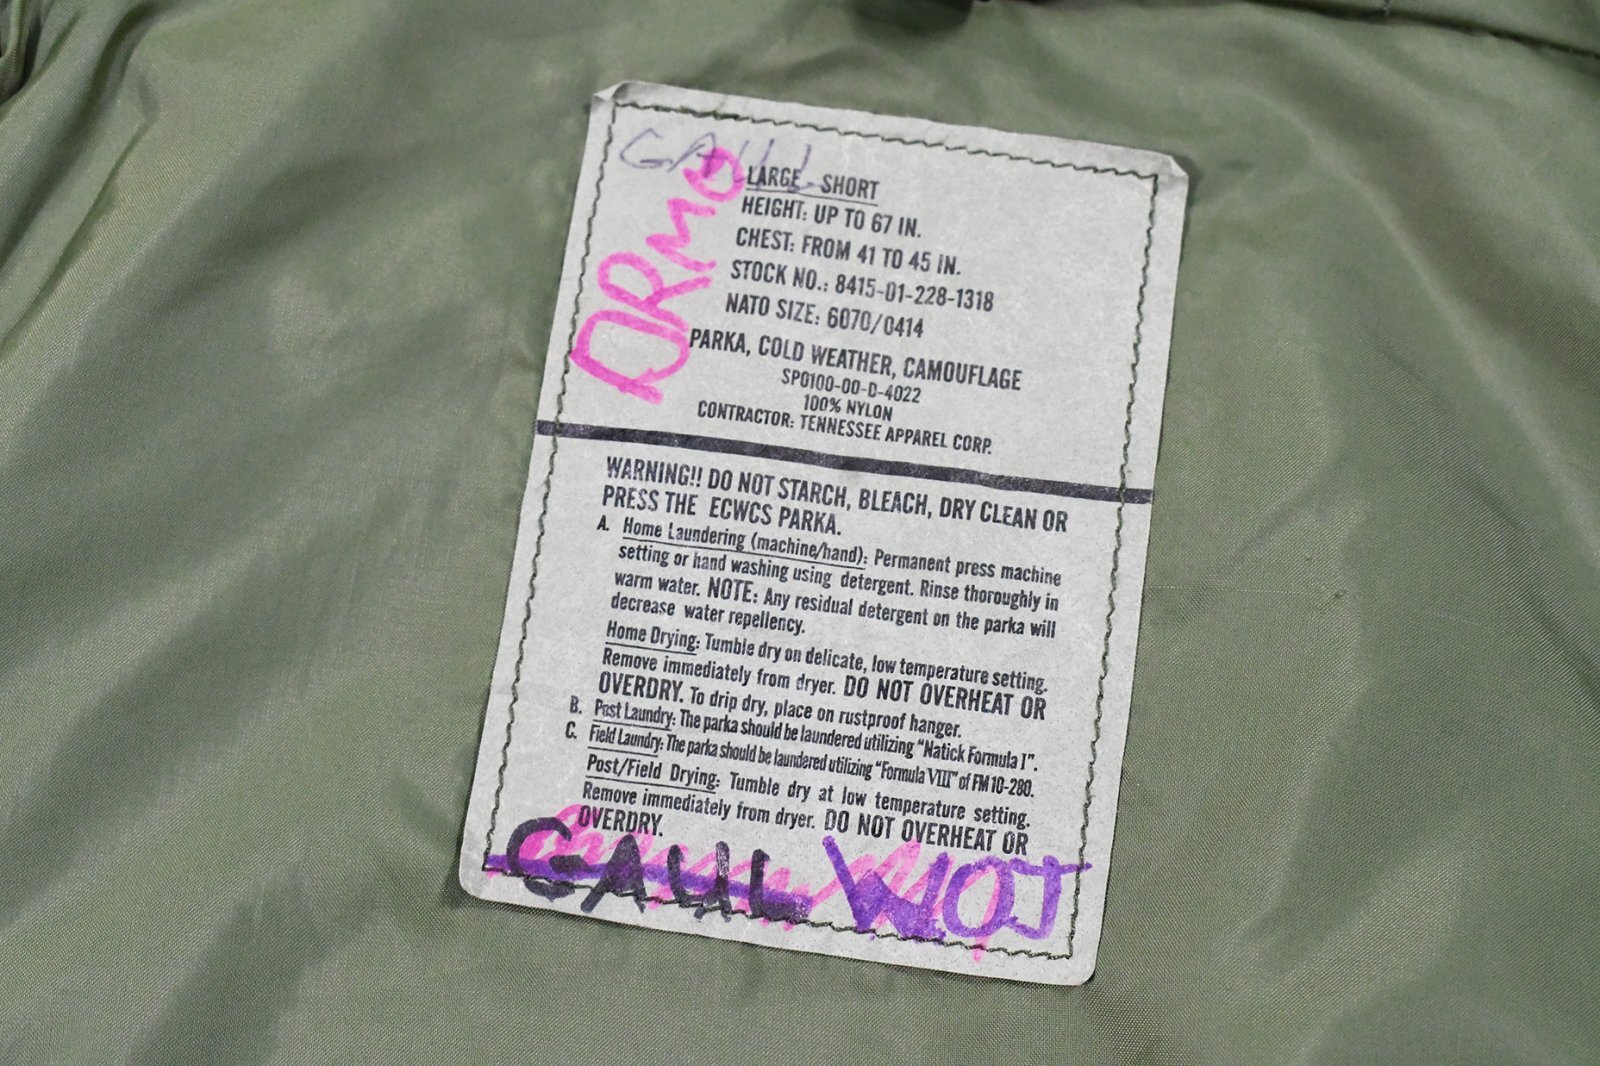 GAUL
ARMO
LARGE SHORT
HEIGHT: UP TO 67 IN.
CHEST: FROM 41 TO 45 IN.
STOCK NO.: 8415-01-228-1318
NATO SIZE: 6070/0414
PARKA, COLD WEATHER, CAMOUFLAGE
SPO100-00-D-4022
100% NYLON
CONTRACTOR: TENNESSEE APPAREL CORP.
WARNING!! DO NOT STARCH, BLEACH, DRY CLEAN OR
PRESS THE ECWCS PARKA.
A. Home Laundering (machine/hand): Permanent press machine
setting or hand washing using detergent. Rinse thoroughly in
warm water. NOTE: Any residual detergent on the parka will
decrease water repellency.
Home Drying: Tumble dry on delicate, low temperature setting.
Remove immediately from dryer. DO NOT OVERHEAT OR
OVERDRY. To drip dry, place on rustproof hanger.
B. Post Laundry: The parka should be laundered utilizing "Natick Formula I".
C. Field Laundry: The parka should be laundered utilizing "Formula VIII" of FM 10-280.
Post/Field Drying: Tumble dry at low temperature setting.
Remove immediately from dryer. DO NOT OVERHEAT OR
OVERDRY.
GAUL WOJ